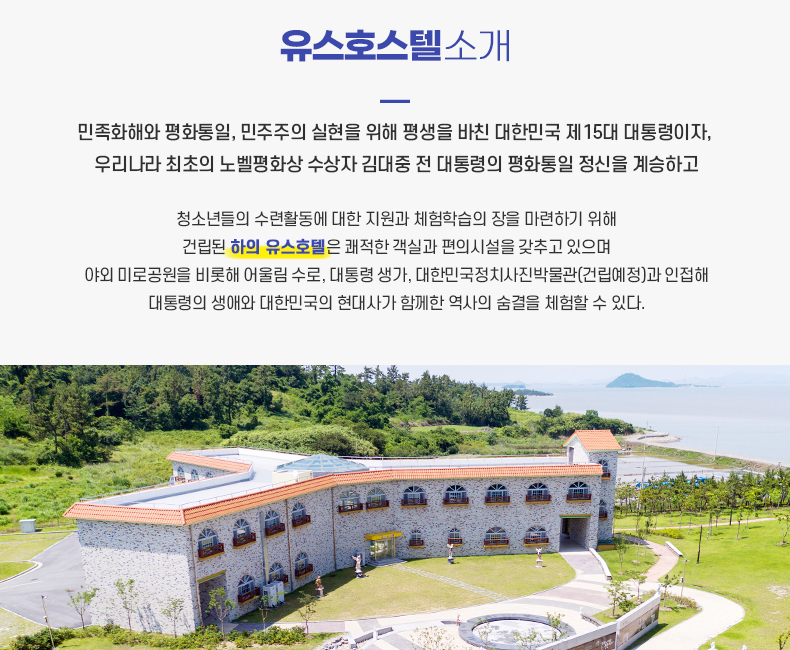 유스호스텔소개
민족화해와 평화통일, 민주주의 실현을 위해 평생을 바친 대한민국 제15대 대통령이자,
우리나라 최초의 노벨평화상 수상자 김대중 전 대통령의 평화통일 정신을 계승하고
청소년들의 수련활동에 대한 지원과 체험학습의 장을 마련하기 위해
건립된 하의 유스호텔은 쾌적한 객실과 편의시설을 갖추고 있으며
야외 미로공원을 비롯해 어울림 수로, 대통령 생가, 대한민국정치사진박물관(건립예정)과 인접해
대통령의 생애와 대한민국의 현대사가 함께한 역사의 숨결을 체험할 수 있다.